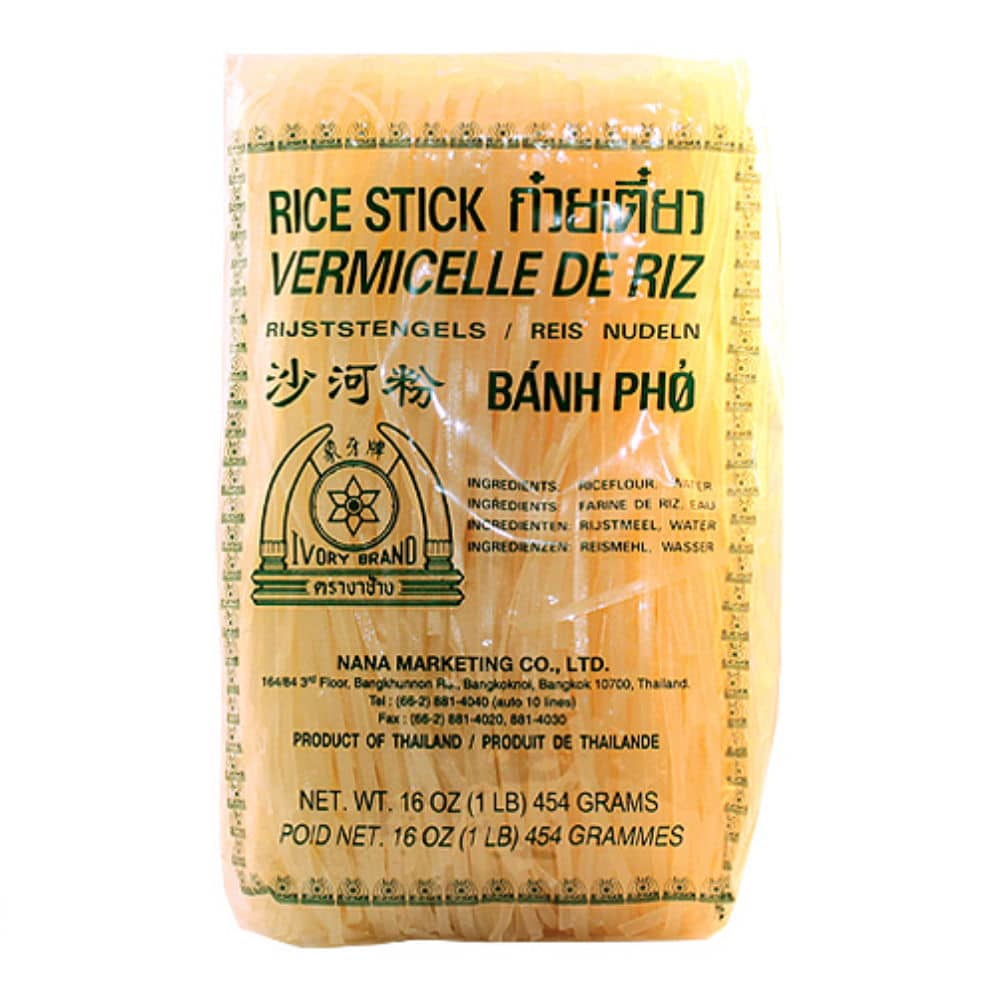 RICE STICK ก๋วยเตี๋ยว
VERMICELLE DE RIZ
RIJSTSTENGELS / REIS NUDELN
沙河粉 BÁNH PHỞ
象牙牌
IVORY BRAND
ตรางาช้าง
INGREDIENTS: RICEFLOUR, WATER
INGREDIENTS: FARINE DE RIZ, EAU
INGREDIENTEN: RIJSTMEEL, WATER
INGREDIENZEN: REISMEHL, WASSER
NANA MARKETING CO., LTD.
164/84 3rd Floor, Bangkhunnon Rd., Bangkoknoi, Bangkok 10700, Thailand.
Tel : (66-2) 881-4040 (auto 10 lines)
Fax : (66-2) 881-4020, 881-4030
PRODUCT OF THAILAND / PRODUIT DE THAILANDE
NET. WT. 16 OZ (1 LB) 454 GRAMS
POID NET. 16 OZ (1 LB) 454 GRAMMES